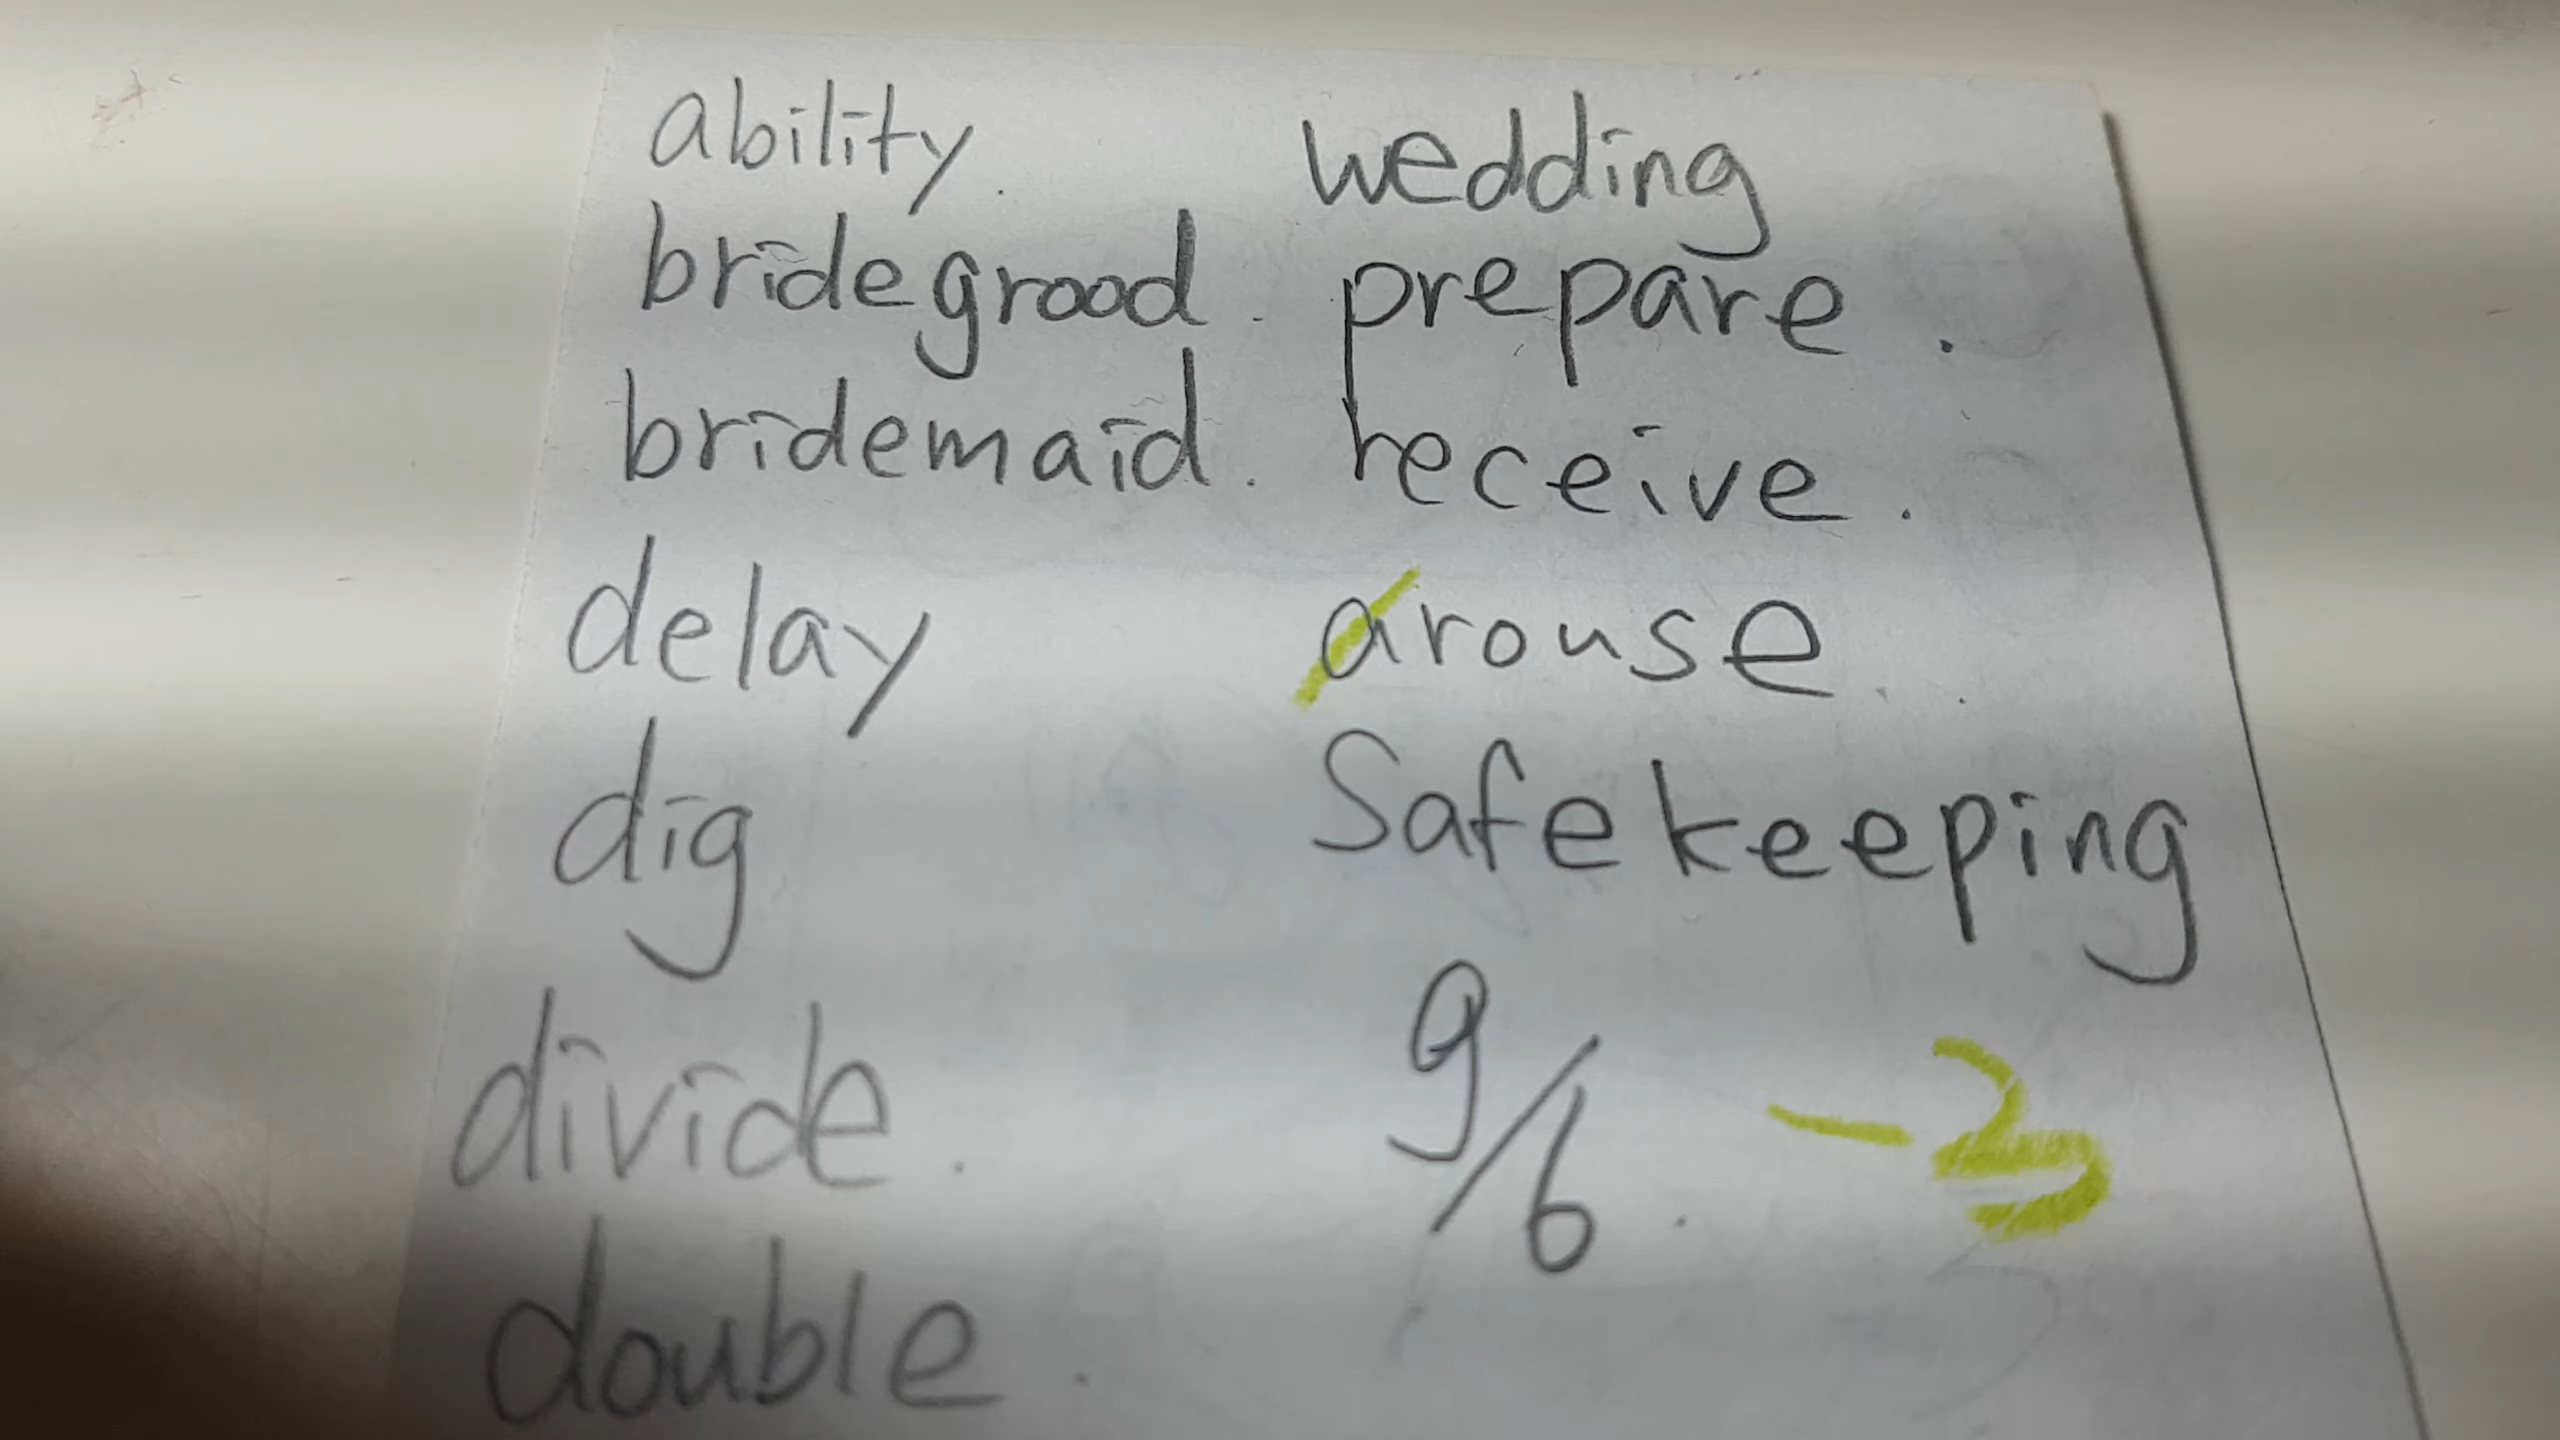 ability wedding
bridegrood. prepare.
bridemaid. receive.
delay arouse.
dig Safekeeping
divide. 9/6. -3
double.